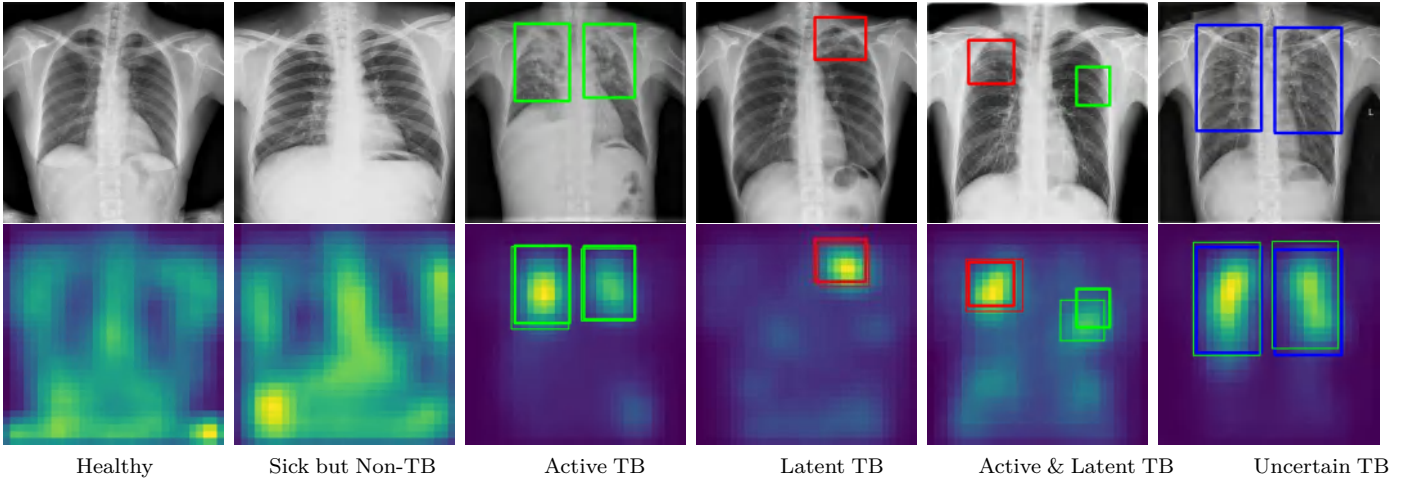 L
Healthy
Sick but Non-TB
Active TB
Latent TB
Active & Latent TB
Uncertain TB